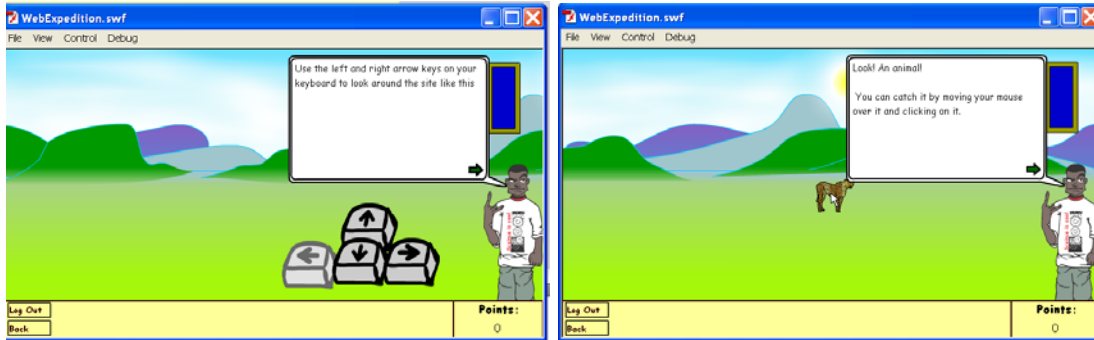 WebExpedition.swf
File View Control Debug
Use the left and right arrow keys on your
keyboard to look around the site like this
Log Out
Back
Points:
0
WebExpedition.swf
File View Control Debug
Look! An animal!
You can catch it by moving your mouse
over it and clicking on it.
Log Out
Back
Points:
0